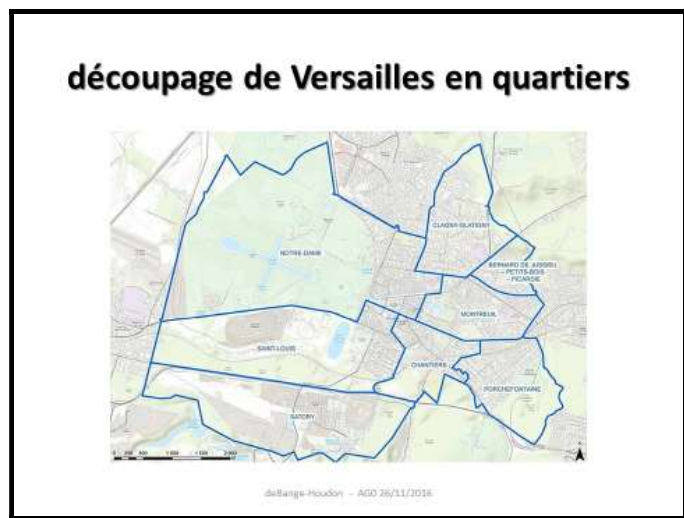 découpage de Versailles en quartiers
CLAGNY-GLATIGNY
NOTRE-DAME
BERNARD DE JUSSIEU
- PETITS-BOIS
- PICARDIE
MONTREUIL
SAINT-LOUIS
CHANTIERS
PORCHEFONTAINE
SATORY
deBange-Houdon - AGO 26/11/2016